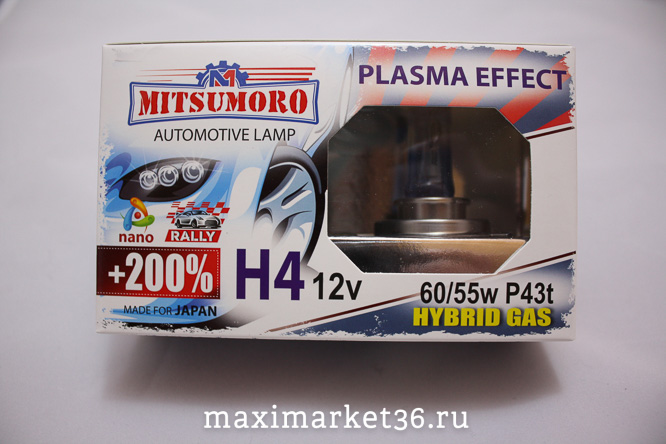 M
MITSUMORO
AUTOMOTIVE LAMP
PLASMA EFFECT
nano
RALLY
+200%
H4 12v
60/55w P43t
HYBRID GAS
MADE FOR JAPAN
maximarket36.ru